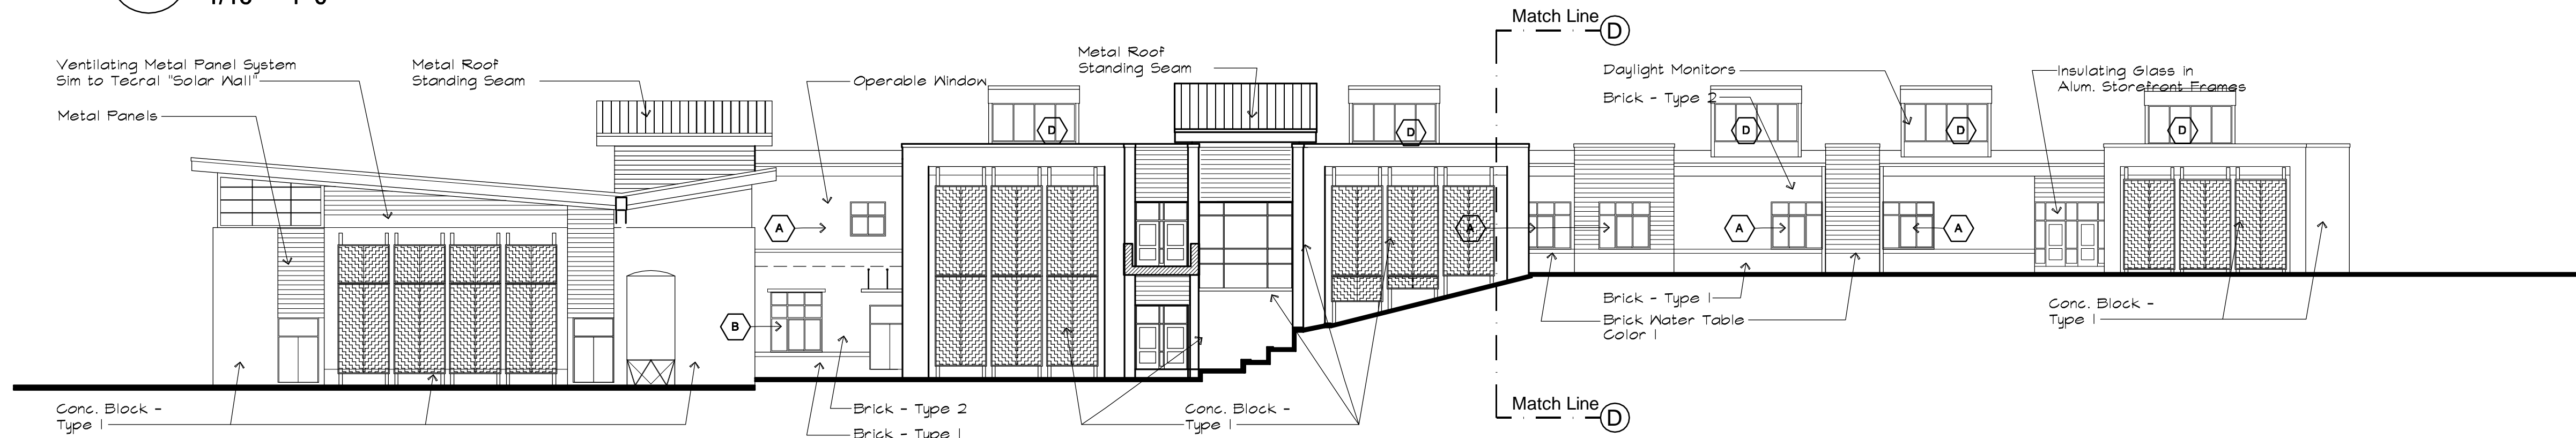 Match Line
D
Ventilating Metal Panel System
Sim to Tecral "Solar Wall"
Metal Roof
Standing Seam
Operable Window
Metal Roof
Standing Seam
Daylight Monitors
Insulating Glass in
Alum. Storefront Frames
Brick - Type 2
Metal Panels
D
D
D
D
D
A
A
A
A
B
Brick - Type 1
Brick Water Table
Color 1
Conc. Block -
Type 1
Match Line
D
Conc. Block -
Type 1
Brick - Type 2
Brick - Type 1
Conc. Block -
Type 1